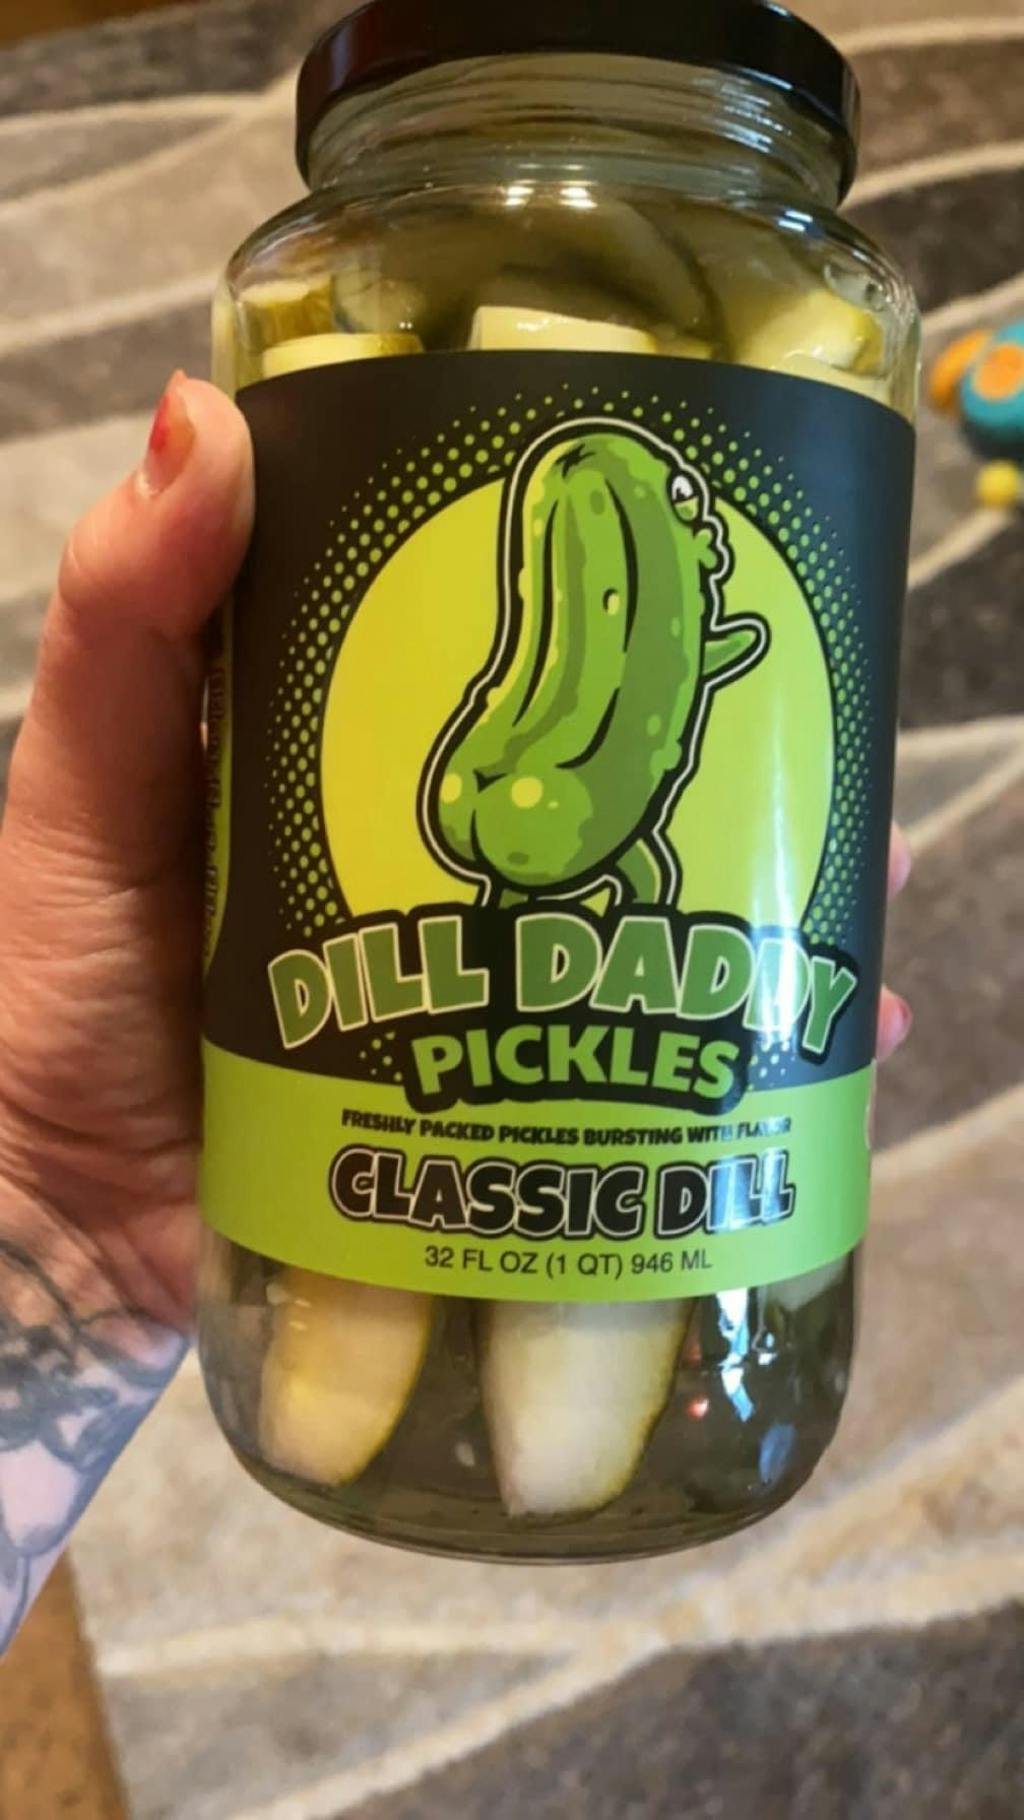 DILL DADDY
PICKLES
FRESHLY PACKED PICKLES BURSTING WITH FLAVOR
CLASSIC DILL
32 FL OZ (1 QT) 946 ML